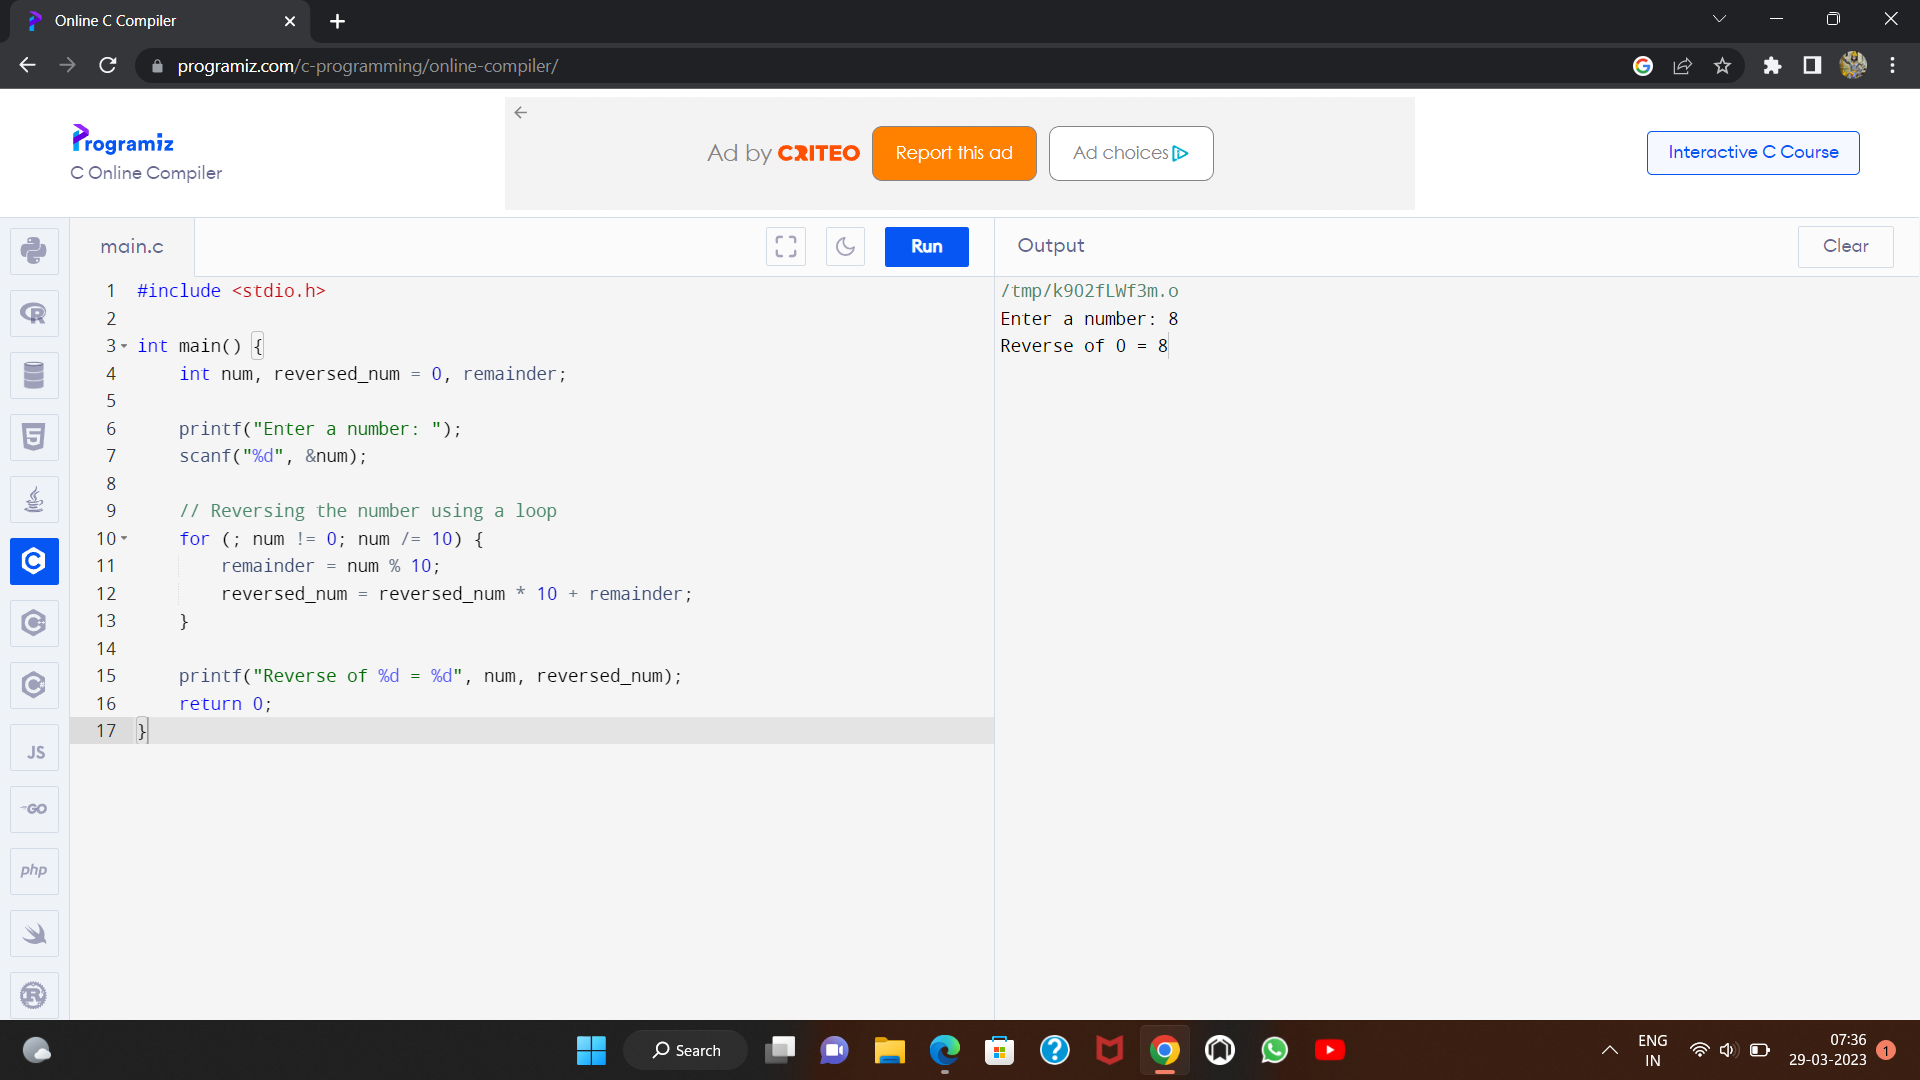 Online C Compiler
programiz.com/c-programming/online-compiler/
Programiz
C Online Compiler
Ad by CRITEO
Report this ad
Ad choices
Interactive C Course
main.c
Run
Output
Clear
1 #include <stdio.h>
2
3 int main() {
4     int num, reversed_num = 0, remainder;
5
6     printf("Enter a number: ");
7     scanf("%d", &num);
8
9     // Reversing the number using a loop
10     for (; num != 0; num /= 10) {
11         remainder = num % 10;
12         reversed_num = reversed_num * 10 + remainder;
13     }
14
15     printf("Reverse of %d = %d", num, reversed_num);
16     return 0;
17 }
/tmp/k902fLWf3m.o
Enter a number: 8
Reverse of 0 = 8
JS
GO
php
Search
ENG
IN
07:36
29-03-2023
1